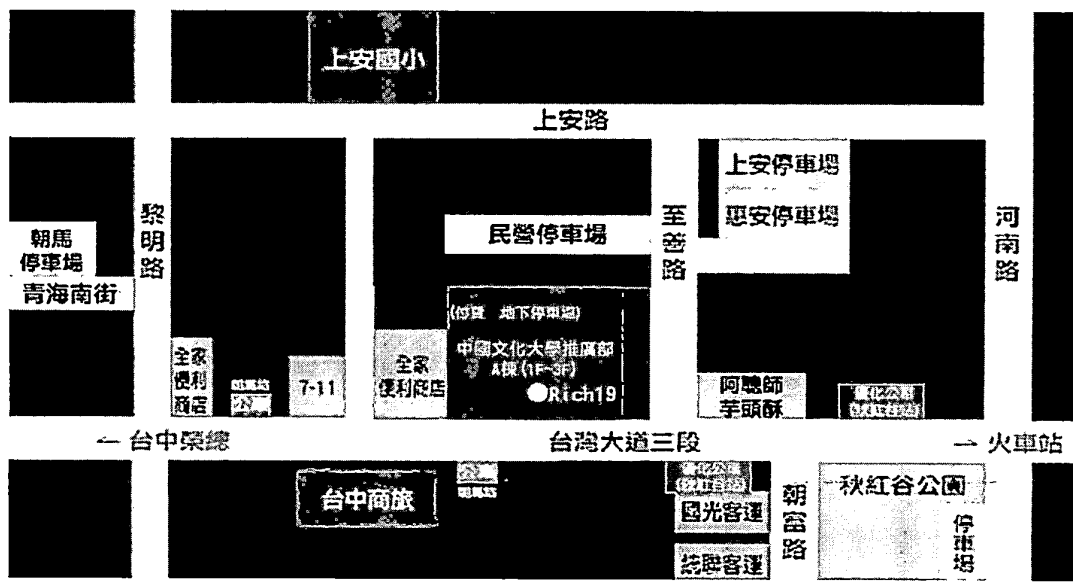 上安國小
上安路
上安停車場
惠安停車場
黎明路
至善路
河南路
朝馬
停車場
青海南街
民營停車場
(付費 地下停車場)
中國文化大學推廣部
A棟(1F-3F)
Rich19
全家
便利
商店
7-11
全家
便利商店
阿聰師
芋頭酥
← 台中榮總
台灣大道三段
→ 火車站
台中商旅
國光客運
統聯客運
朝富路
秋紅谷公園
停車場